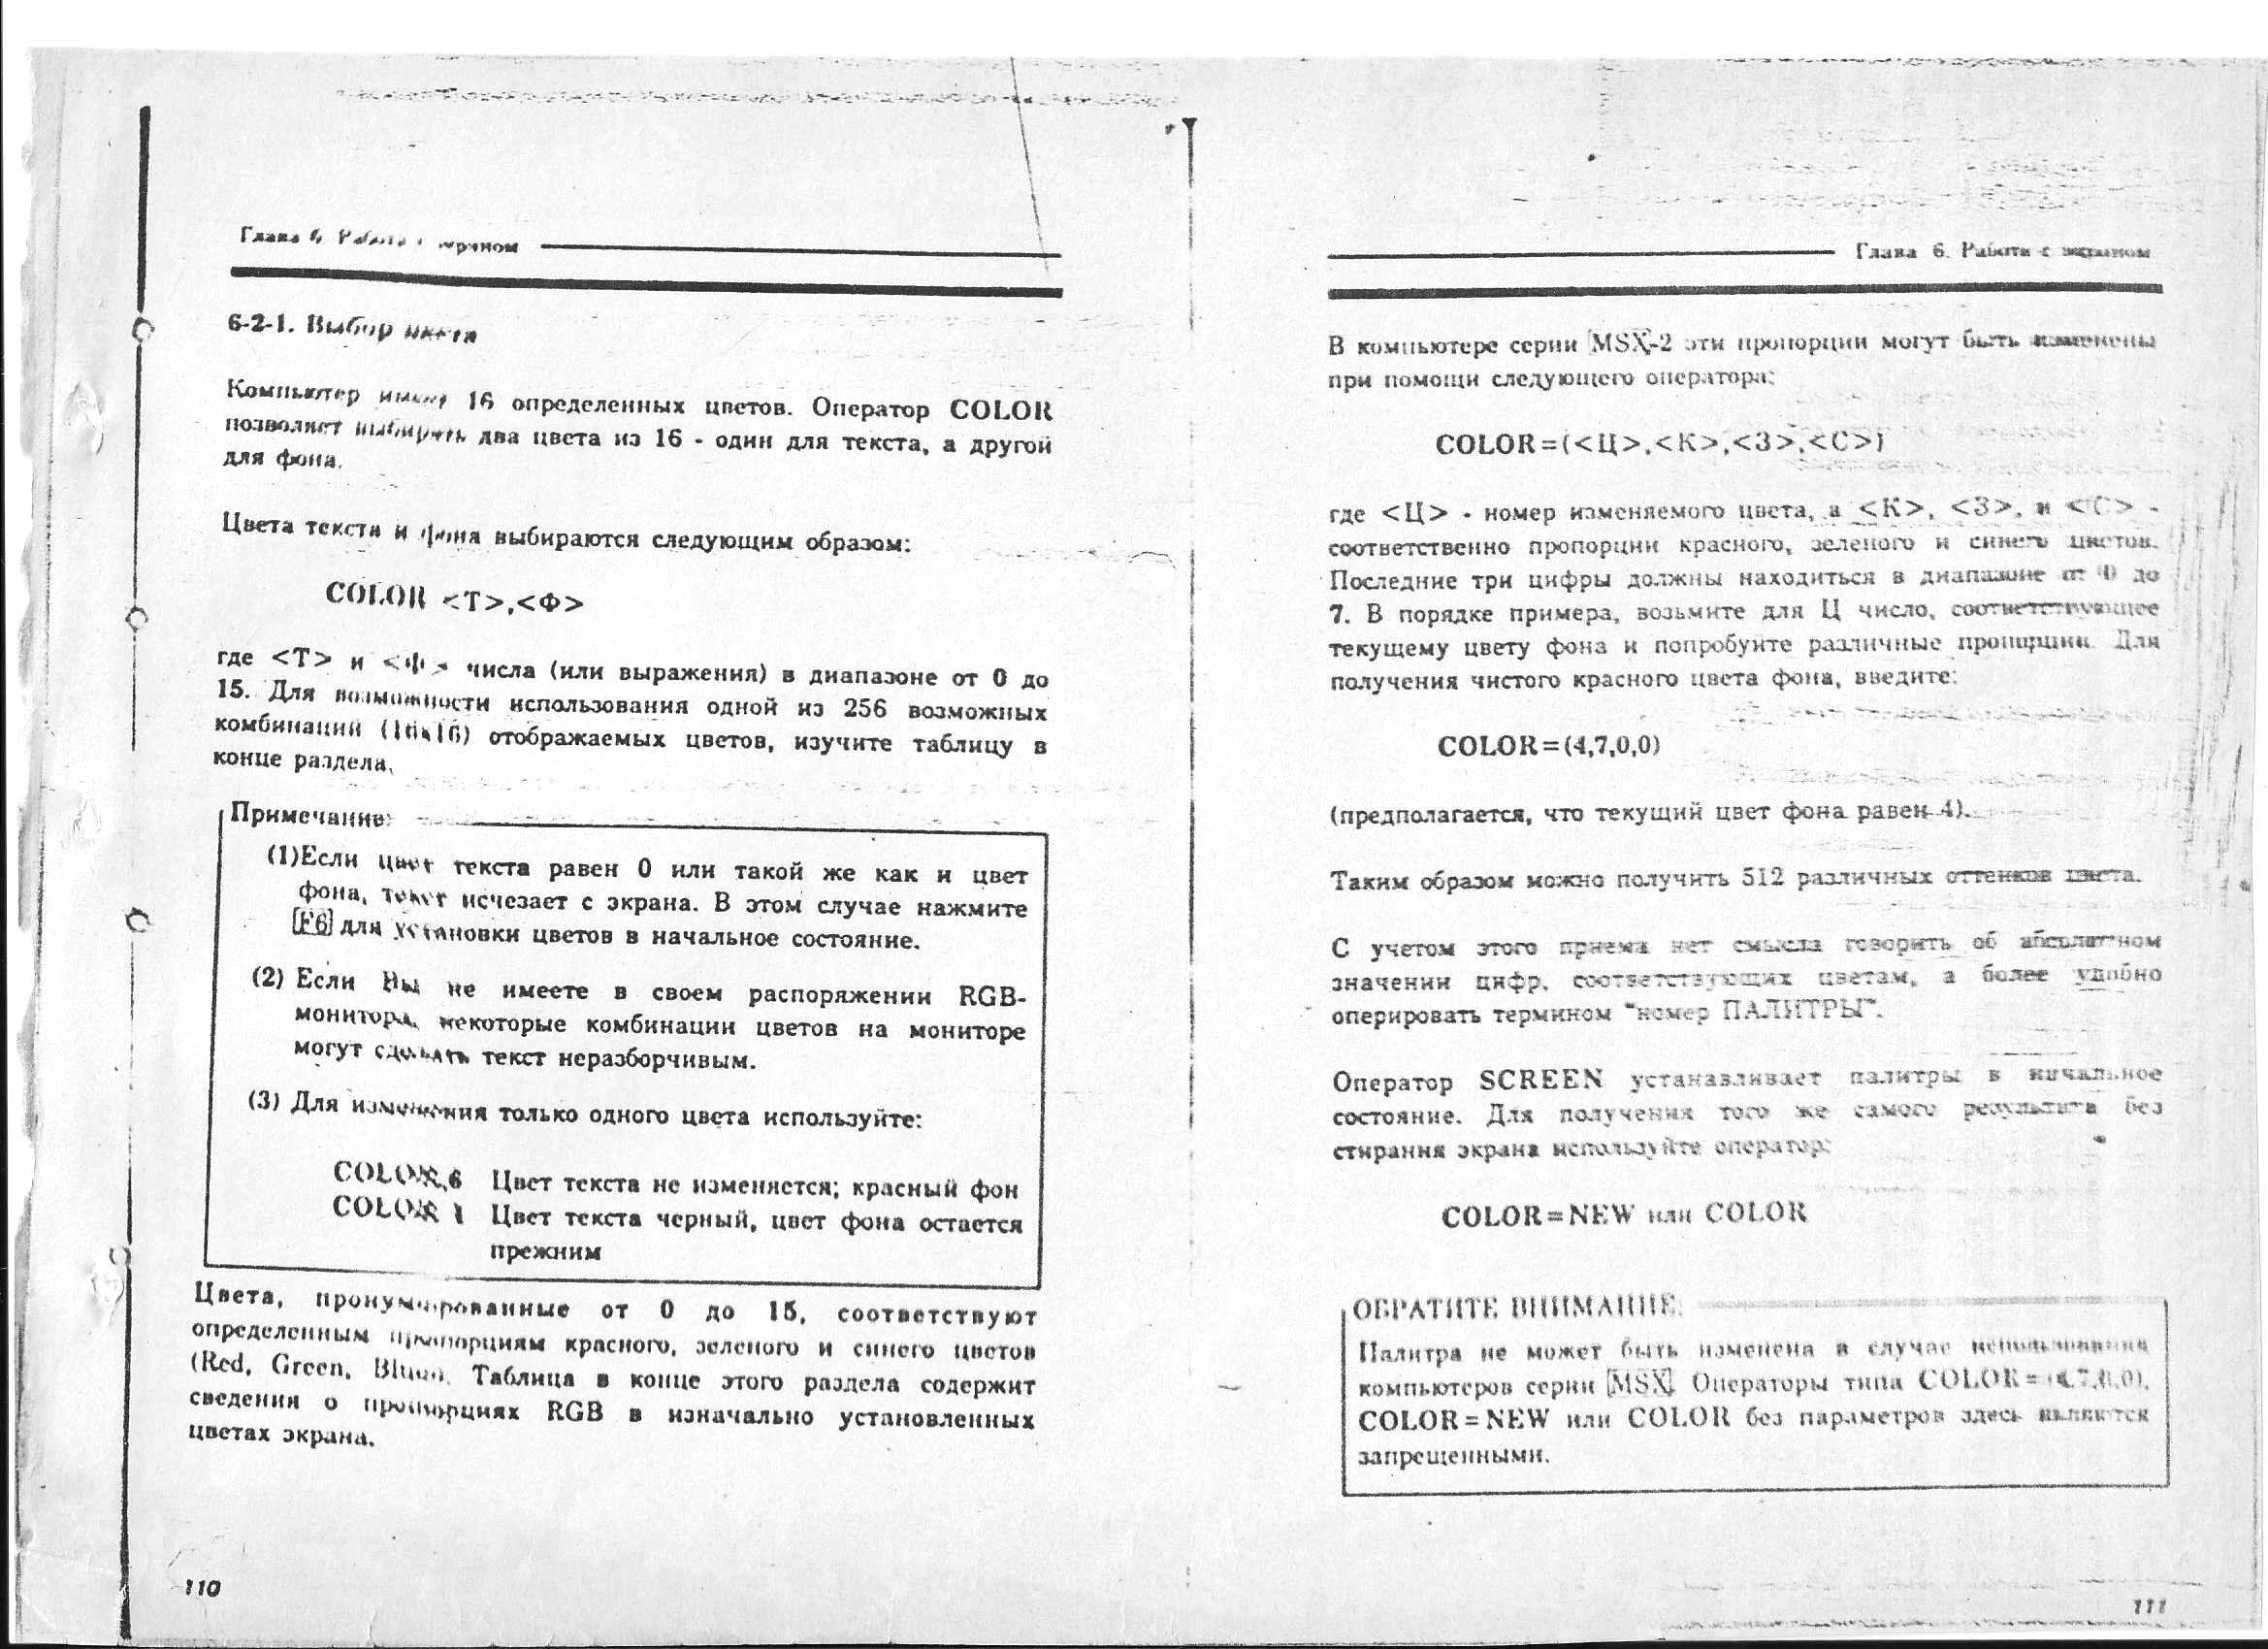 Глава 6. Работа с экраном
6-2-1. Выбор цвета
Компьютер имеет 16 определенных цветов. Оператор COLOR
позволяет выбирать два цвета из 16 - один для текста, а другой
для фона.
Цвета текста и фона выбираются следующим образом:
COLOR <Т>,<Ф>
где <Т> и <Ф> числа (или выражения) в диапазоне от 0 до
15. Для возможности использования одной из 256 возможных
комбинаций (16x16) отображаемых цветов, изучите таблицу в
конце раздела.
Примечание:
(1)Если цвет текста равен 0 или такой же как и цвет
фона, текст исчезает с экрана. В этом случае нажмите
F6 для установки цветов в начальное состояние.
(2) Если Вы не имеете в своем распоряжении RGB-
монитора, некоторые комбинации цветов на мониторе
могут сделать текст неразборчивым.
(3) Для изменения только одного цвета используйте:
COLOR,6 Цвет текста не изменяется; красный фон
COLOR 1 Цвет текста черный, цвет фона остается
прежним
Цвета, пронумерованные от 0 до 15, соответствуют
определенным пропорциям красного, зеленого и синего цветов
(Red, Green, Blue). Таблица в конце этого раздела содержит
сведения о пропорциях RGB в изначально установленных
цветах экрана.
110
Глава 6. Работа с экраном
В компьютере серии MSX-2 эти пропорции могут быть изменены
при помощи следующего оператора:
COLOR=(<Ц>,<К>,<З>,<С>)
где <Ц> - номер изменяемого цвета, а <К>, <З>, и <С> -
соответственно пропорции красного, зеленого и синего цветов.
Последние три цифры должны находиться в диапазоне от 0 до
7. В порядке примера, возьмите для Ц число, соответствующее
текущему цвету фона и попробуйте различные пропорции. Для
получения чистого красного цвета фона, введите:
COLOR=(4,7,0,0)
(предполагается, что текущий цвет фона равен 4).
Таким образом можно получить 512 различных оттенков цвета.
С учетом этого приема нет смысла говорить об абсолютном
значении цифр, соответствующих цветам, а более удобно
оперировать термином "номер ПАЛИТРЫ".
Оператор SCREEN устанавливает палитры в начальное
состояние. Для получения того же самого результата без
стирания экрана используйте оператор:
COLOR=NEW или COLOR
ОБРАТИТЕ ВНИМАНИЕ:
Палитра не может быть изменена в случае использования
компьютеров серии MSX. Операторы типа COLOR=(4,7,0,0),
COLOR=NEW или COLOR без параметров здесь являются
запрещенными.
111